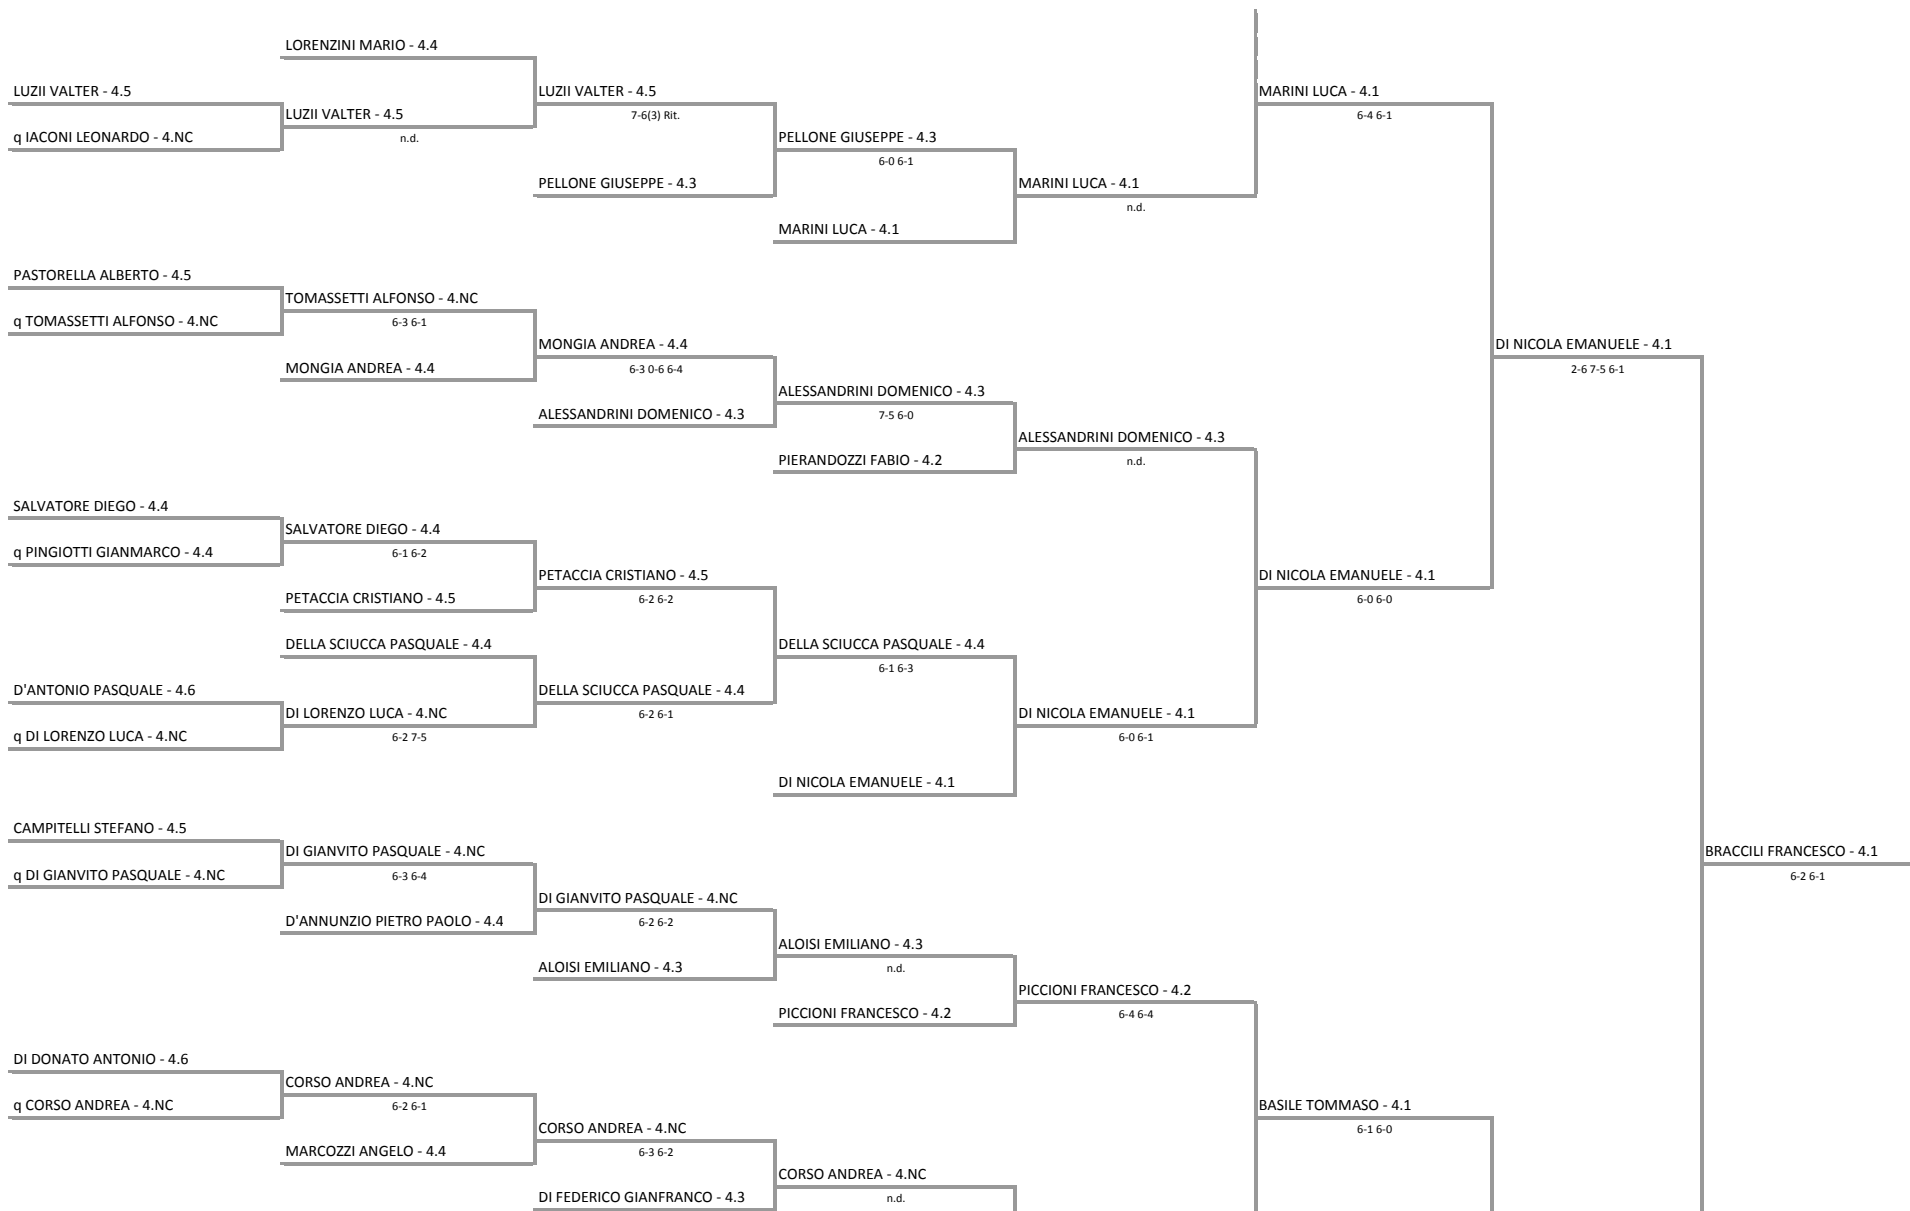 LORENZINI MARIO - 4.4
LUZII VALTER - 4.5
LUZII VALTER - 4.5
MARINI LUCA - 4.1
7-6(3) Rit.
6-4 6-1
LUZII VALTER - 4.5
q IACONI LEONARDO - 4.NC
n.d.
PELLONE GIUSEPPE - 4.3
6-0 6-1
PELLONE GIUSEPPE - 4.3
MARINI LUCA - 4.1
n.d.
MARINI LUCA - 4.1
PASTORELLA ALBERTO - 4.5
TOMASSETTI ALFONSO - 4.NC
q TOMASSETTI ALFONSO - 4.NC
6-3 6-1
MONGIA ANDREA - 4.4
DI NICOLA EMANUELE - 4.1
MONGIA ANDREA - 4.4
6-3 0-6 6-4
2-6 7-5 6-1
ALESSANDRINI DOMENICO - 4.3
ALESSANDRINI DOMENICO - 4.3
7-5 6-0
ALESSANDRINI DOMENICO - 4.3
PIERANDOZZI FABIO - 4.2
n.d.
SALVATORE DIEGO - 4.4
SALVATORE DIEGO - 4.4
q PINGIOTTI GIANMARCO - 4.4
6-1 6-2
PETACCIA CRISTIANO - 4.5
DI NICOLA EMANUELE - 4.1
PETACCIA CRISTIANO - 4.5
6-2 6-2
6-0 6-0
DELLA SCIUCCA PASQUALE - 4.4
DELLA SCIUCCA PASQUALE - 4.4
6-1 6-3
D'ANTONIO PASQUALE - 4.6
DELLA SCIUCCA PASQUALE - 4.4
DI LORENZO LUCA - 4.NC
6-2 6-1
DI NICOLA EMANUELE - 4.1
q DI LORENZO LUCA - 4.NC
6-2 7-5
6-0 6-1
DI NICOLA EMANUELE - 4.1
CAMPITELLI STEFANO - 4.5
DI GIANVITO PASQUALE - 4.NC
BRACCILI FRANCESCO - 4.1
q DI GIANVITO PASQUALE - 4.NC
6-3 6-4
6-2 6-1
DI GIANVITO PASQUALE - 4.NC
D'ANNUNZIO PIETRO PAOLO - 4.4
6-2 6-2
ALOISI EMILIANO - 4.3
ALOISI EMILIANO - 4.3
n.d.
PICCIONI FRANCESCO - 4.2
PICCIONI FRANCESCO - 4.2
6-4 6-4
DI DONATO ANTONIO - 4.6
CORSO ANDREA - 4.NC
q CORSO ANDREA - 4.NC
6-2 6-1
BASILE TOMMASO - 4.1
CORSO ANDREA - 4.NC
6-1 6-0
MARCOZZI ANGELO - 4.4
6-3 6-2
CORSO ANDREA - 4.NC
DI FEDERICO GIANFRANCO - 4.3
n.d.